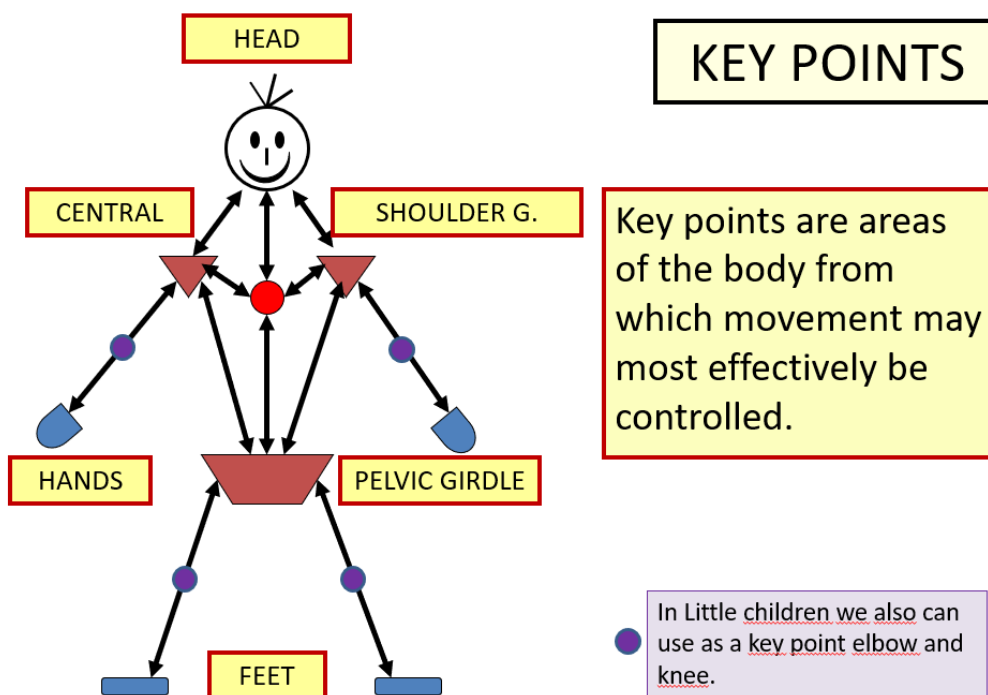 HEAD
KEY POINTS
CENTRAL
SHOULDER G.
Key points are areas
of the body from
which movement may
most effectively be
controlled.
HANDS
PELVIC GIRDLE
In Little children we also can
use as a key point elbow and
knee.
FEET